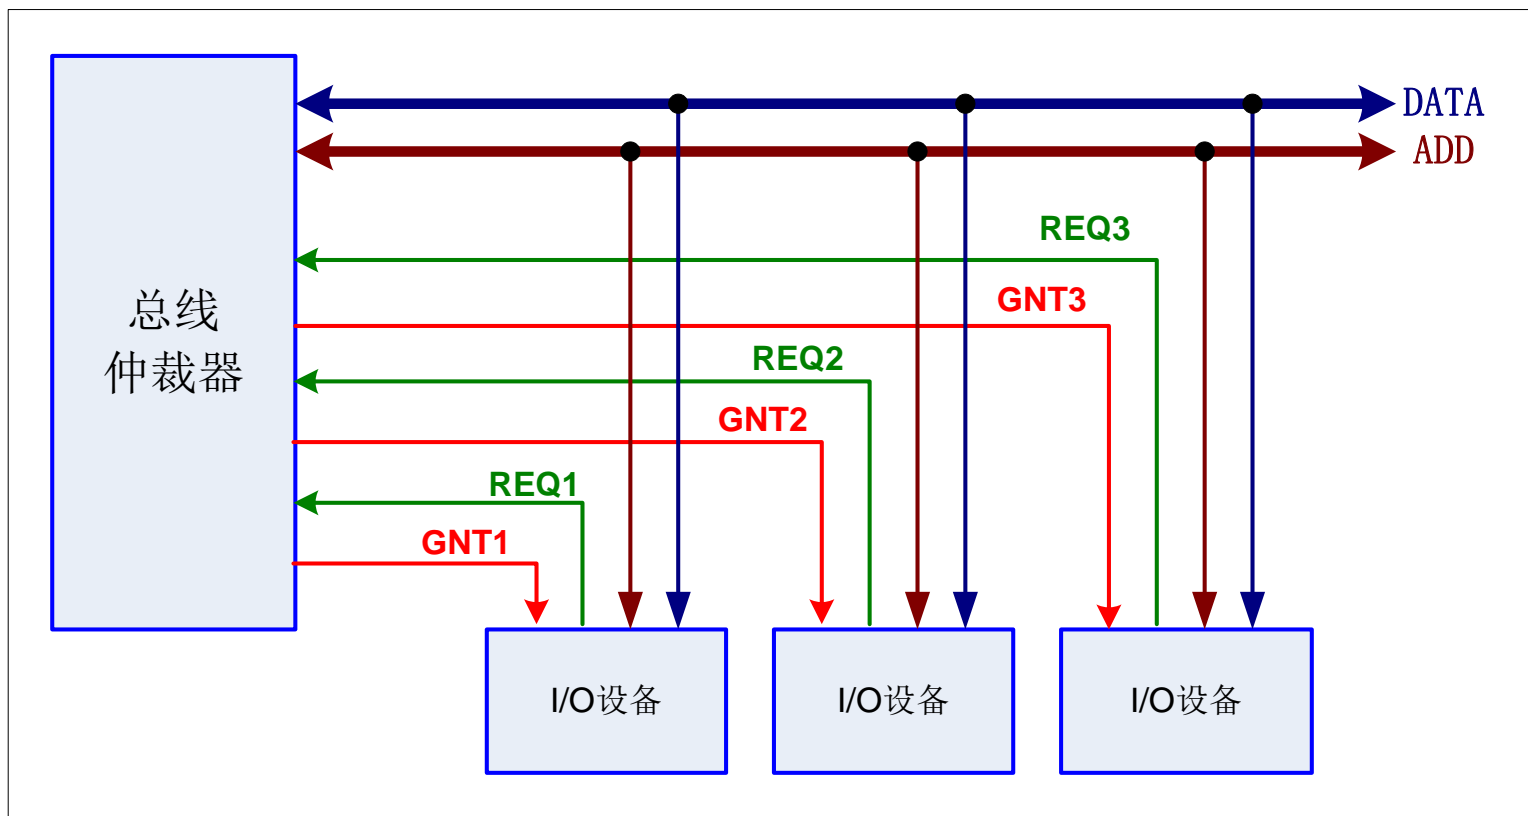 DATA
ADD
REQ3
总线
仲裁器
GNT3
REQ2
GNT2
REQ1
GNT1
I/O设备
I/O设备
I/O设备